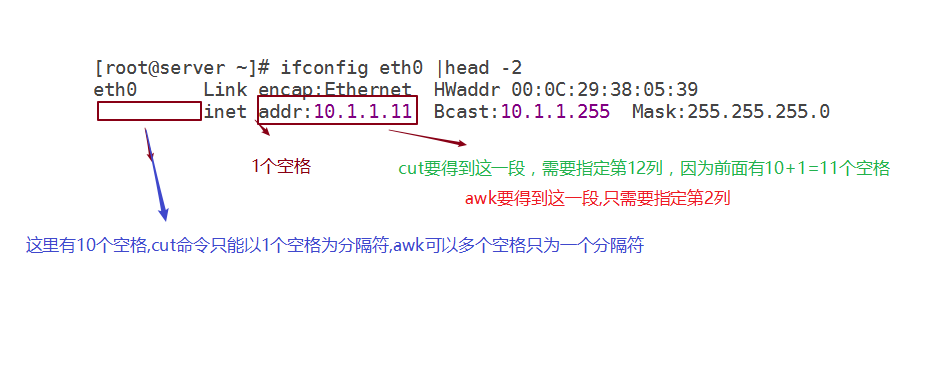 [root@server ~]# ifconfig eth0 |head -2
eth0      Link encap:Ethernet  HWaddr 00:0C:29:38:05:39
inet addr:10.1.1.11  Bcast:10.1.1.255  Mask:255.255.255.0
1个空格
cut要得到这一段，需要指定第12列，因为前面有10+1=11个空格
awk要得到这一段,只需要指定第2列
这里有10个空格,cut命令只能以1个空格为分隔符,awk可以多个空格只为一个分隔符